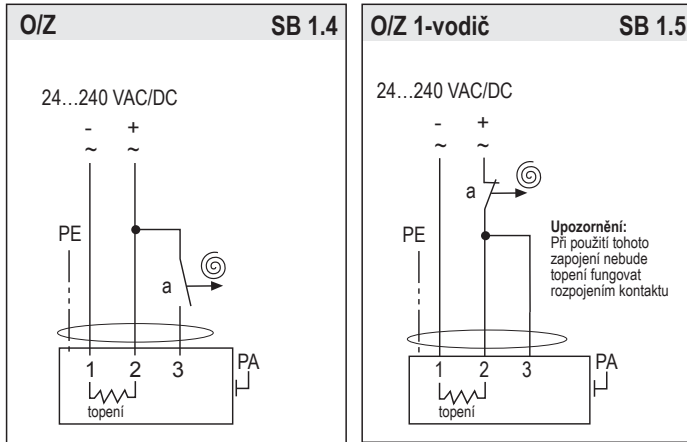 O/Z SB 1.4
24...240 VAC/DC
- +
~ ~
PE
a
1 2 3
PA
topení
O/Z 1-vodič SB 1.5
24...240 VAC/DC
- +
~ ~
a
PE
Upozornění:
Při použití tohoto
zapojení nebude
topení fungovat
rozpojením kontaktu
1 2 3
PA
topení